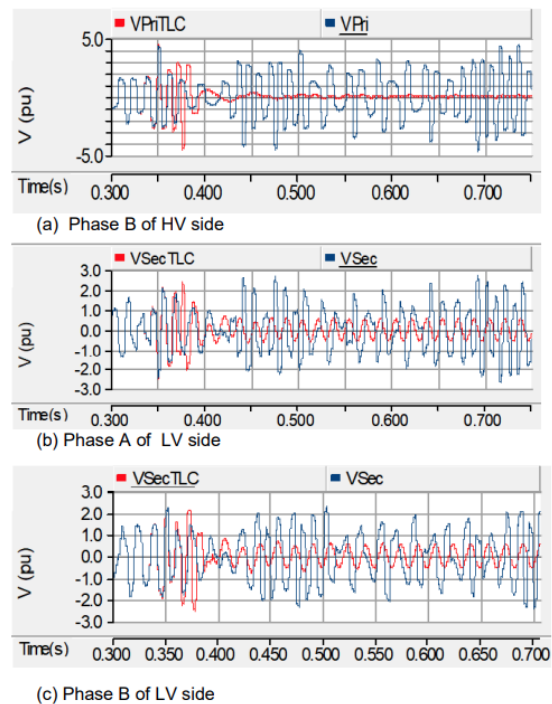 VPriTLC VPri
5.0
V (pu)
-5.0
Time(s) 0.300 0.400 0.500 0.600 0.700
(a) Phase B of HV side
VSecTLC VSec
3.0
2.0
1.0
0.0
-1.0
-2.0
-3.0
V (pu)
Time(s) 0.300 0.400 0.500 0.600 0.700
(b) Phase A of LV side
VSecTLC VSec
3.0
2.0
1.0
0.0
-1.0
-2.0
-3.0
V (pu)
Time(s) 0.300 0.350 0.400 0.450 0.500 0.550 0.600 0.650 0.700
(c) Phase B of LV side